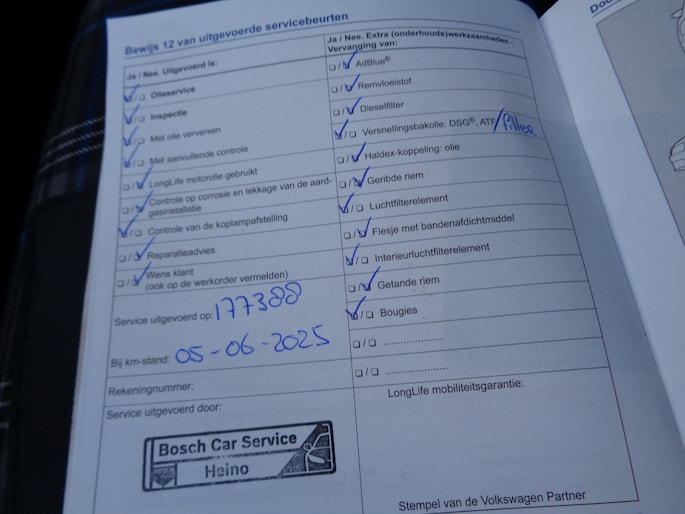 Bewijs 12 van uitgevoerde servicebeurten
Ja / Nee. Uitgevoerd is:
☑/☐ Olieservice
☑/☐ Inspectie
☑/☐ Met olie verversen
☑/☐ Met aanvullende controle
☐/☑ LongLife motorolie gebruikt
☐/☑ Controle op corrosie en lekkage van de aard-
gasinstallatie
☑/☐ Controle van de koplampafstelling
☐/☑ Reparatieadvies
☐/☑ Wens klant
(ook op de werkorder vermelden)
Service uitgevoerd op: 177388
Bij km-stand: 05-06-2025
Rekeningnummer:
Service uitgevoerd door:
Bosch Car Service
Heino
Ja / Nee. Extra (onderhouds)werkzaamheden -
Vervanging van:
☐/☑ AdBlue®
☐/☑ Remvloeistof
☐/☑ Dieselfilter
☑/☐ Versnellingsbakolie: DSG®, ATF/filter
☐/☑ Haldex-koppeling: olie
☐/☑ Geribde riem
☑/☐ Luchtfilterelement
☐/☑ Flesje met bandenafdichtmiddel
☑/☐ Interieurluchtfilterelement
☐/☑ Getande riem
☑/☐ Bougies
☐/☐ .....................
☐/☐ .....................
LongLife mobiliteitsgarantie:
Stempel van de Volkswagen Partner